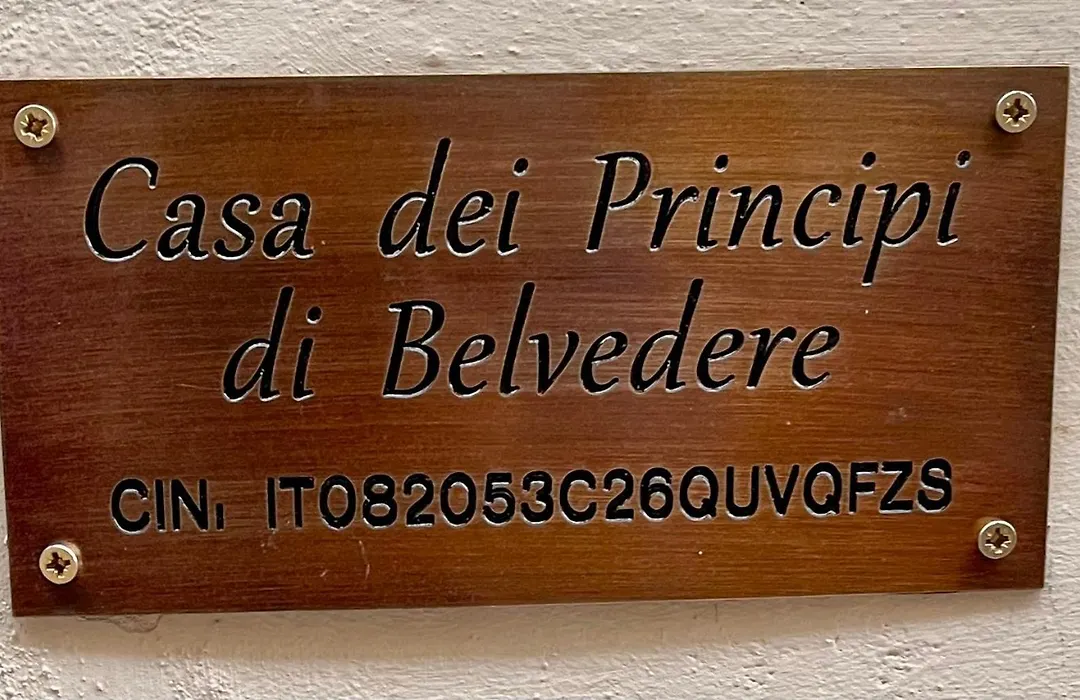 Casa dei Principi
di Belvedere
CIN: IT082053C26QUVQFZS